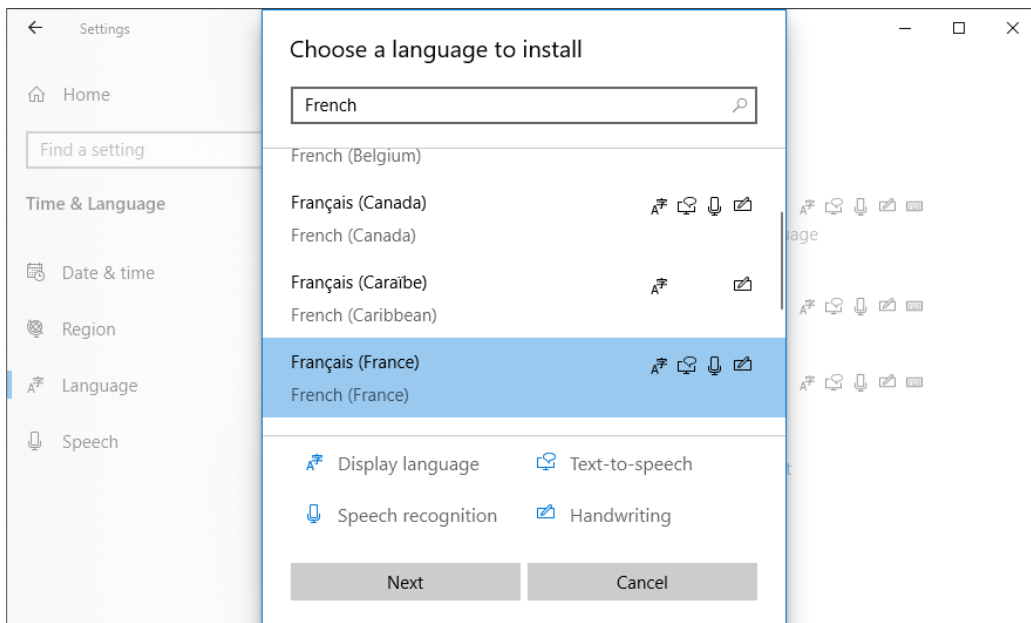 Settings
Home
Find a setting
Time & Language
Date & time
Region
Language
Speech
Choose a language to install
French
French (Belgium)
Français (Canada)
French (Canada)
Français (Caraïbe)
French (Caribbean)
Français (France)
French (France)
Display language
Text-to-speech
Speech recognition
Handwriting
Next
Cancel